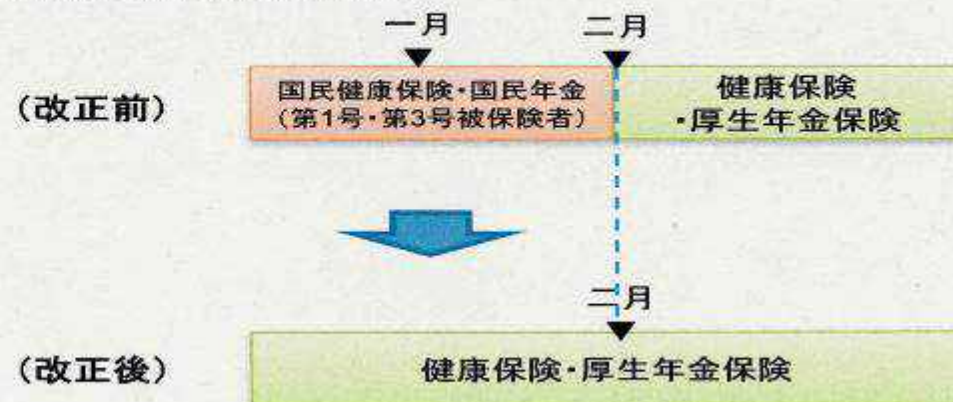 一月
二月
(改正前)
国民健康保険・国民年金
(第1号・第3号被保険者)
健康保険
・厚生年金保険
二月
(改正後)
健康保険・厚生年金保険